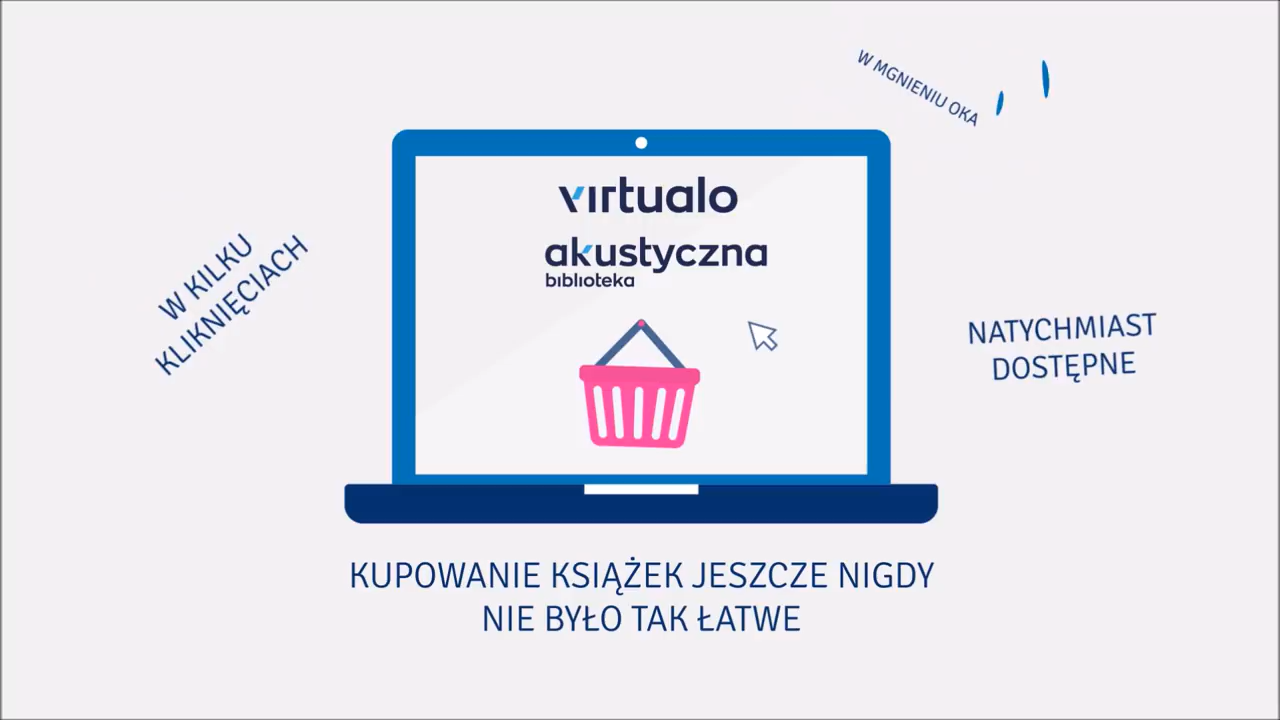 W MGNIENIU OKA
virtualo
akustyczna
biblioteka
W KILKU
KLIKNIĘCIACH
NATYCHMIAST
DOSTĘPNE
KUPOWANIE KSIĄŻEK JESZCZE NIGDY
NIE BYŁO TAK ŁATWE